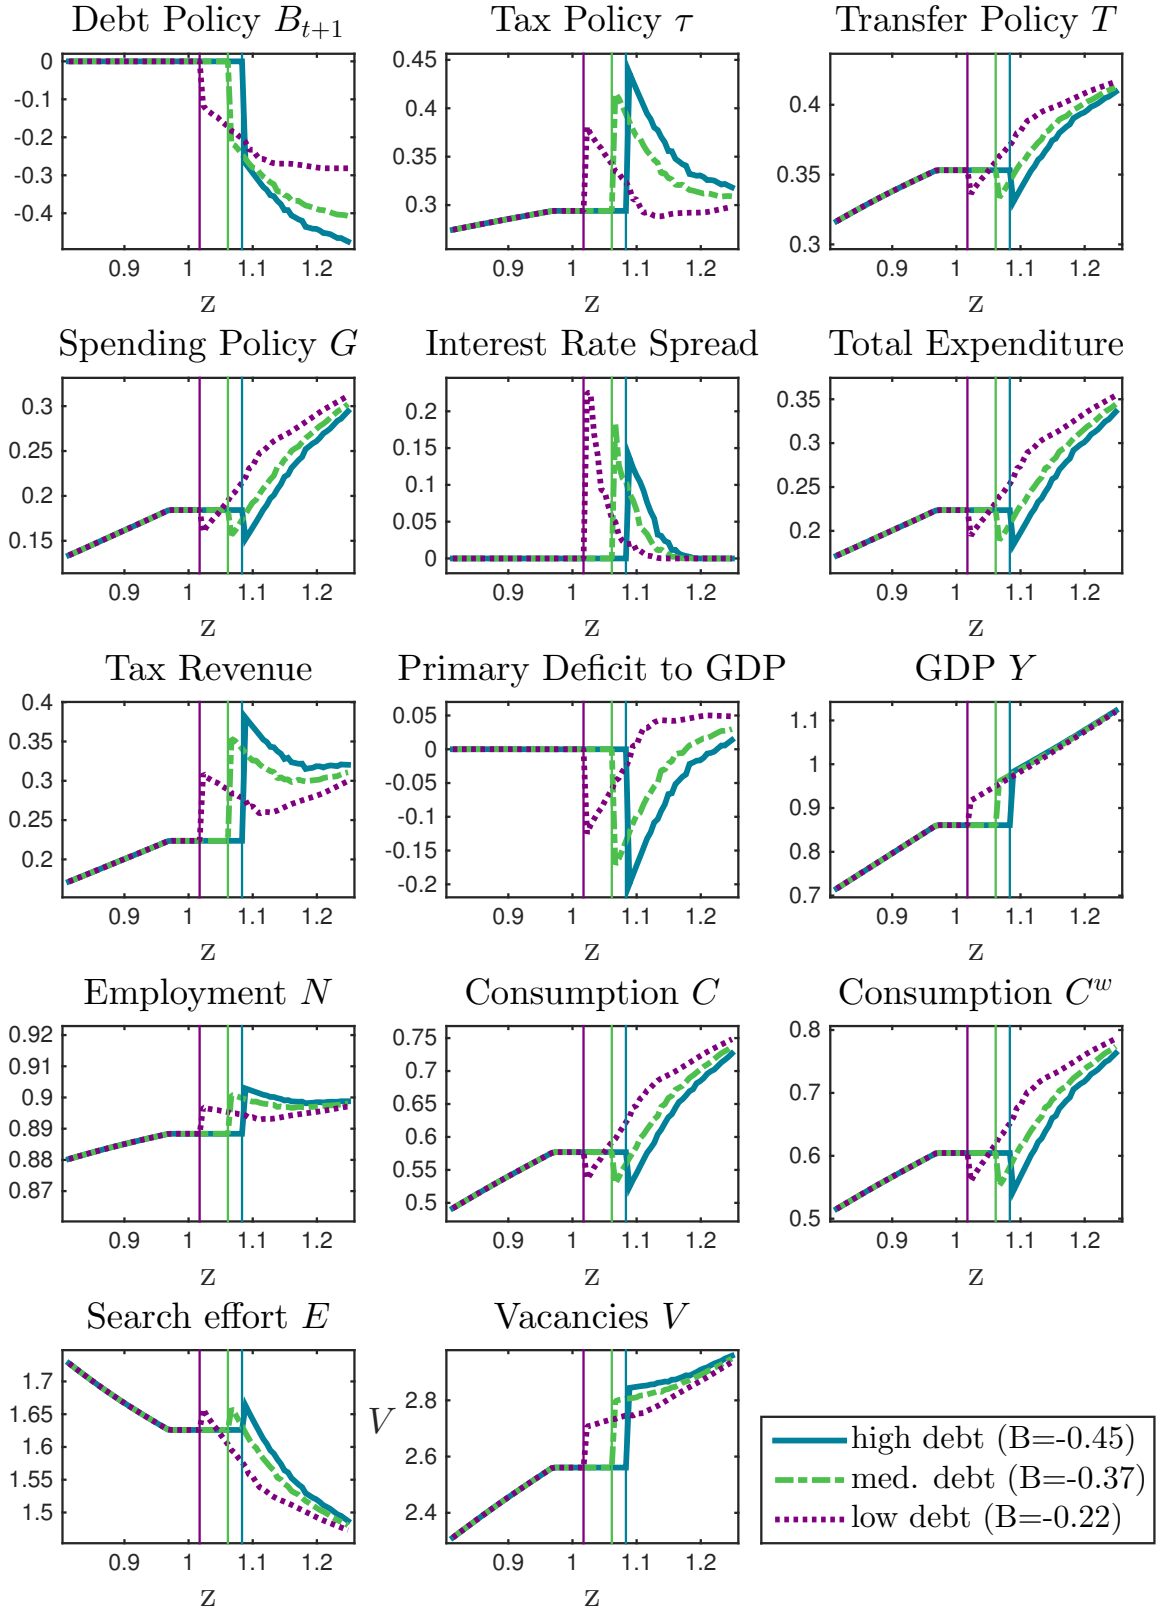 Debt Policy B_{t+1}
Tax Policy τ
Transfer Policy T
0
-0.1
-0.2
-0.3
-0.4
0.9 1 1.1 1.2
z
0.45
0.4
0.35
0.3
0.9 1 1.1 1.2
z
0.4
0.35
0.3
0.9 1 1.1 1.2
z
Spending Policy G
Interest Rate Spread
Total Expenditure
0.3
0.25
0.2
0.15
0.9 1 1.1 1.2
z
0.2
0.15
0.1
0.05
0
0.9 1 1.1 1.2
z
0.35
0.3
0.25
0.2
0.9 1 1.1 1.2
z
Tax Revenue
Primary Deficit to GDP
GDP Y
0.4
0.35
0.3
0.25
0.2
0.9 1 1.1 1.2
z
0.05
0
-0.05
-0.1
-0.15
-0.2
0.9 1 1.1 1.2
z
1.1
1
0.9
0.8
0.7
0.9 1 1.1 1.2
z
Employment N
Consumption C
Consumption C^w
0.92
0.91
0.9
0.89
0.88
0.87
0.9 1 1.1 1.2
z
0.75
0.7
0.65
0.6
0.55
0.5
0.9 1 1.1 1.2
z
0.8
0.7
0.6
0.5
0.9 1 1.1 1.2
z
Search effort E
Vacancies V
1.7
1.65
1.6
1.55
1.5
0.9 1 1.1 1.2
z
V
2.8
2.6
2.4
0.9 1 1.1 1.2
z
high debt (B=-0.45)
med. debt (B=-0.37)
low debt (B=-0.22)